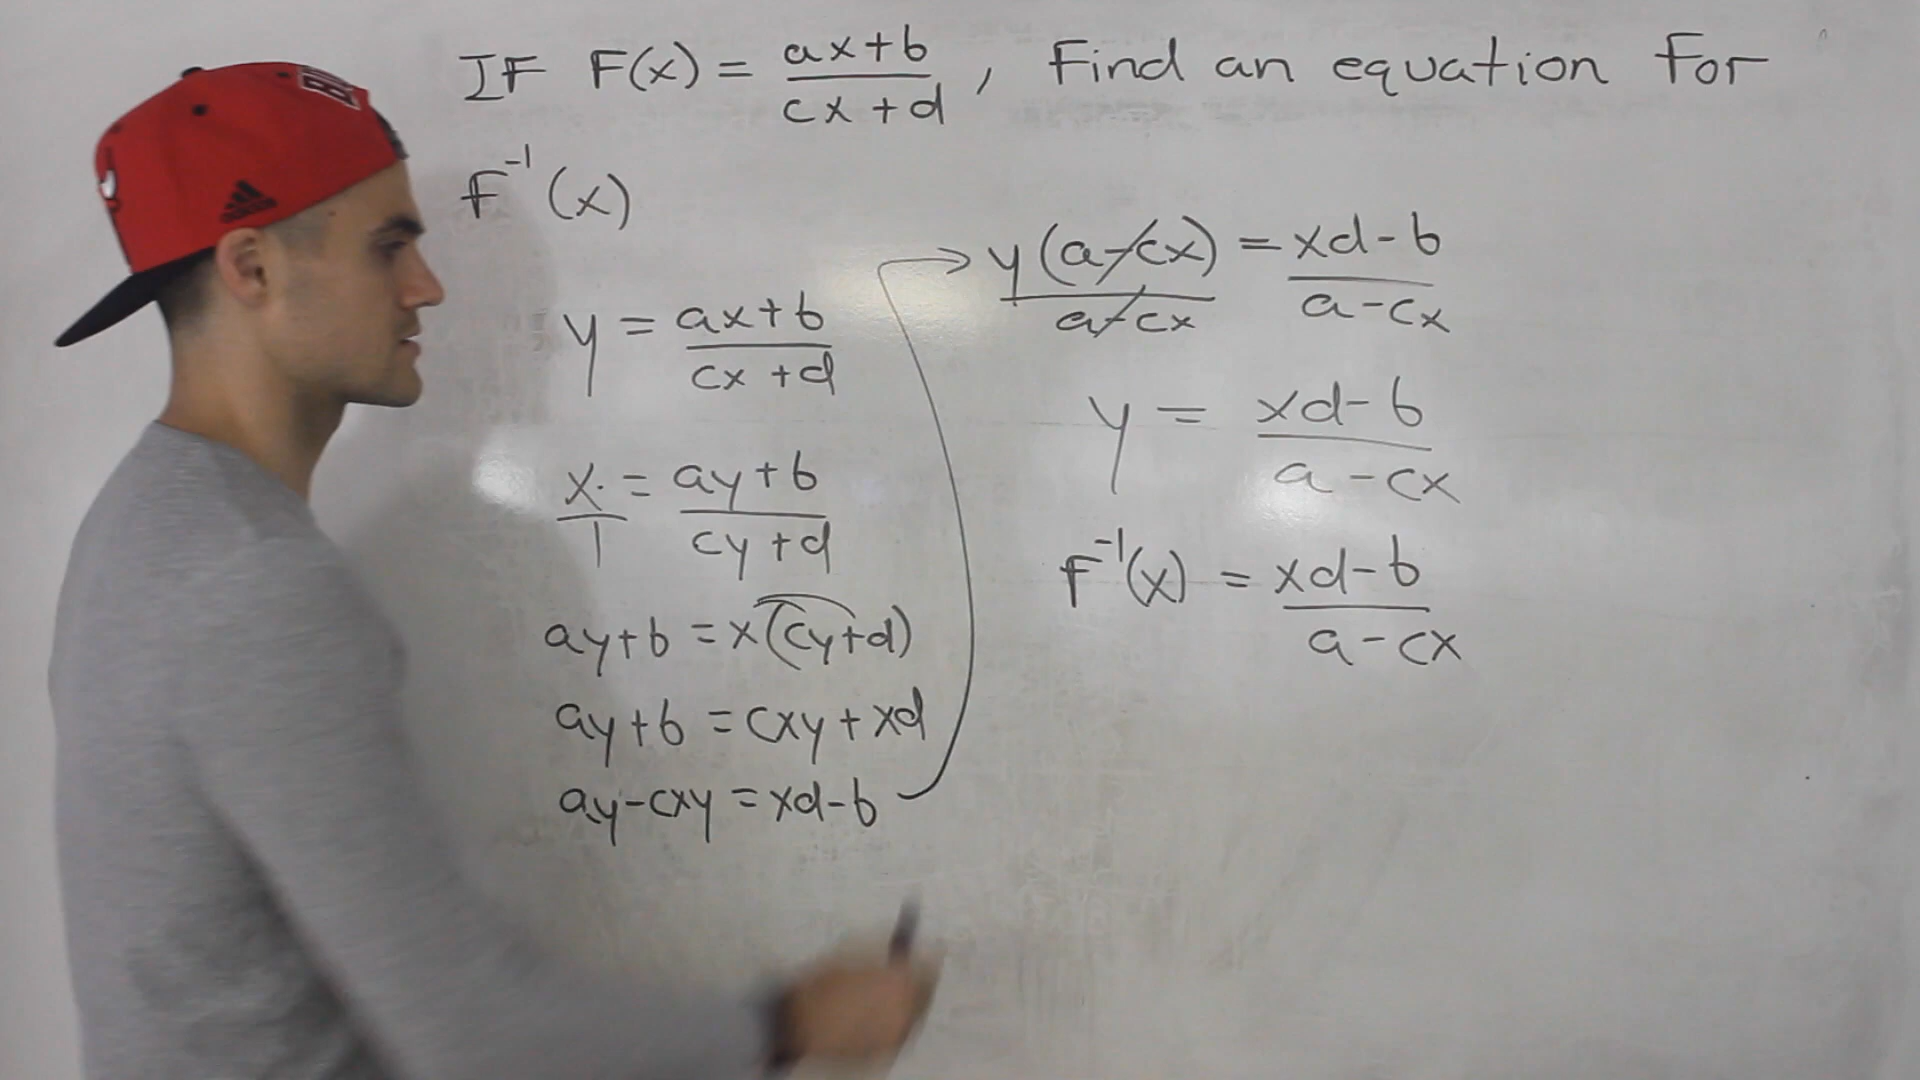 IF F(x) = ax+b / cx+d, Find an equation For
F⁻¹(x)
y = ax+b / cx+d
x/1 = ay+b / cy+d
ay+b = x(cy+d)
ay+b = cxy+xd
ay-cxy = xd-b
y(a-cx) / a-cx = xd-b / a-cx
y = xd-b / a-cx
F⁻¹(x) = xd-b / a-cx